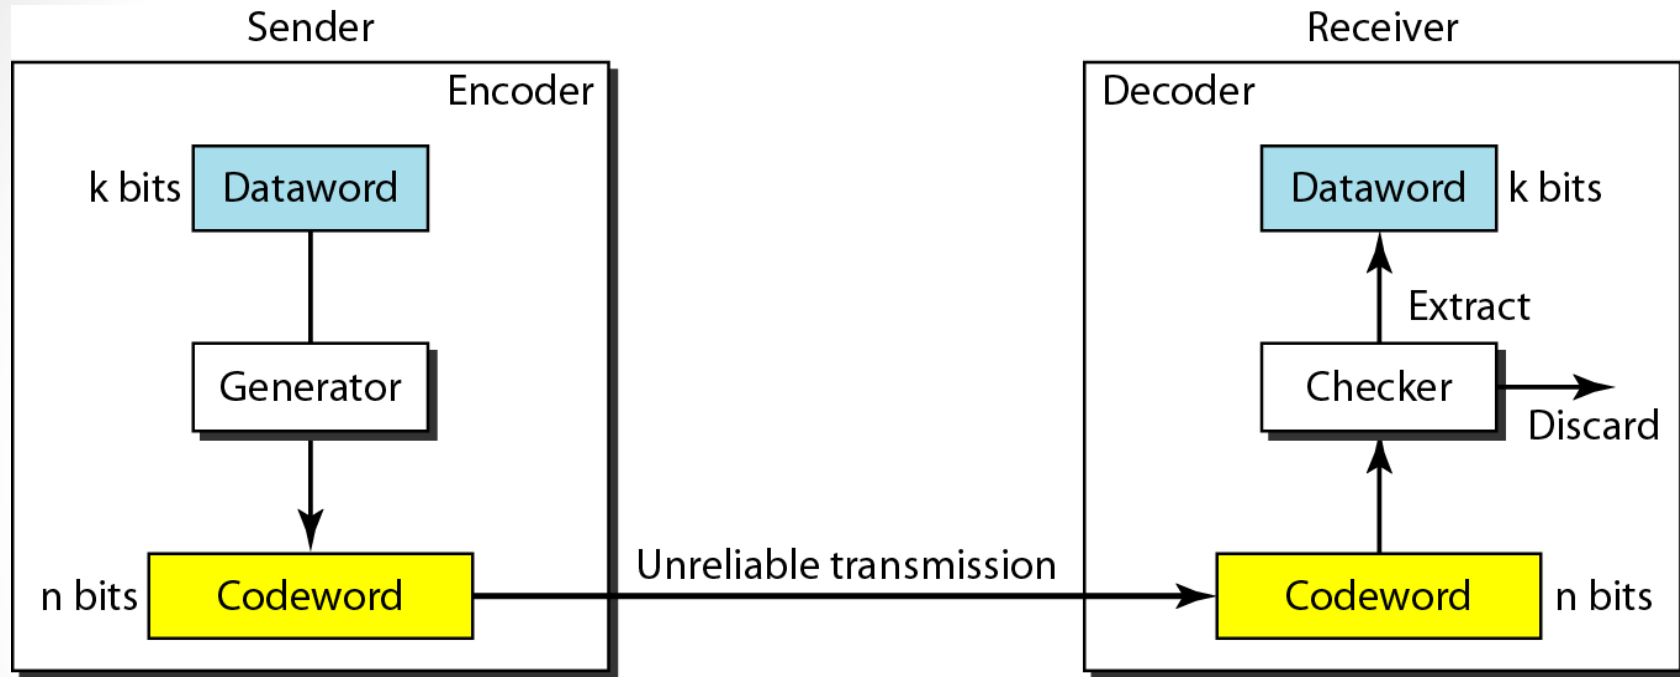 Sender
Encoder
k bits
Dataword
Generator
n bits
Codeword
Unreliable transmission
Receiver
Decoder
Dataword
k bits
Extract
Checker
Discard
Codeword
n bits